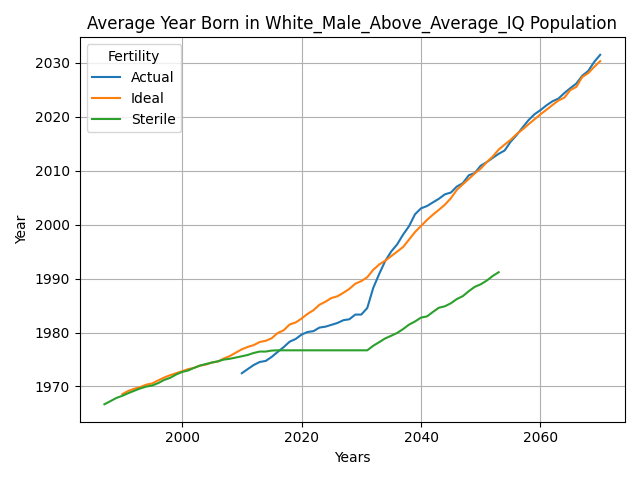 Average Year Born in White_Male_Above_Average_IQ Population
Fertility
Actual
Ideal
Sterile
Year
2030
2020
2010
2000
1990
1980
1970
2000
2020
2040
2060
Years